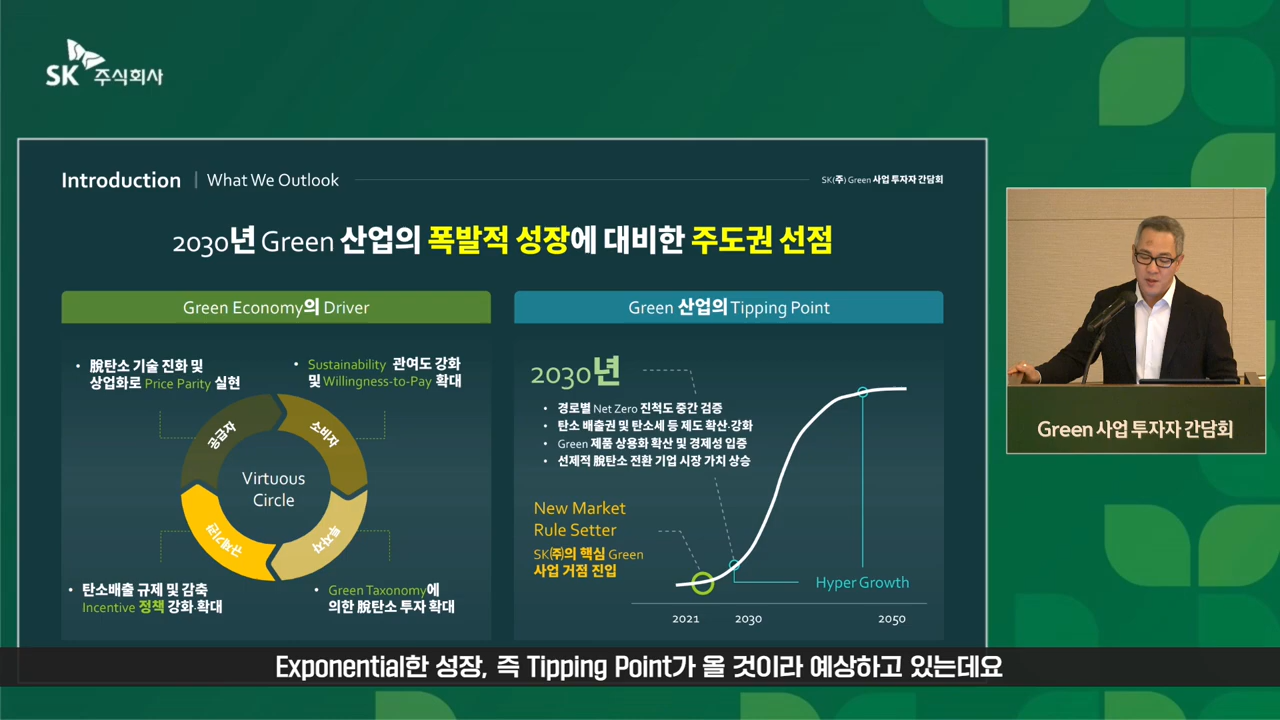 SK 주식회사
Introduction | What We Outlook
SK(주) Green 사업 투자자 간담회
2030년 Green 산업의 폭발적 성장에 대비한 주도권 선점
Green Economy의 Driver
• 脫탄소 기술 진화 및
상업화로 Price Parity 실현
• Sustainability 관여도 강화
및 Willingness-to-Pay 확대
공급자
소비자
Virtuous
Circle
규제기관
투자자
• 탄소배출 규제 및 감축
Incentive 정책 강화·확대
• Green Taxonomy에
의한 脫탄소 투자 확대
Green 산업의 Tipping Point
2030년
• 경로별 Net Zero 진척도 중간 검증
• 탄소 배출권 및 탄소세 등 제도 확산·강화
• Green 제품 상용화 확산 및 경제성 입증
• 선제적 脫탄소 전환 기업 시장 가치 상승
New Market
Rule Setter
SK㈜의 핵심 Green
사업 거점 진입
Hyper Growth
2021
2030
2050
Green 사업 투자자 간담회
Exponential한 성장, 즉 Tipping Point가 올 것이라 예상하고 있는데요